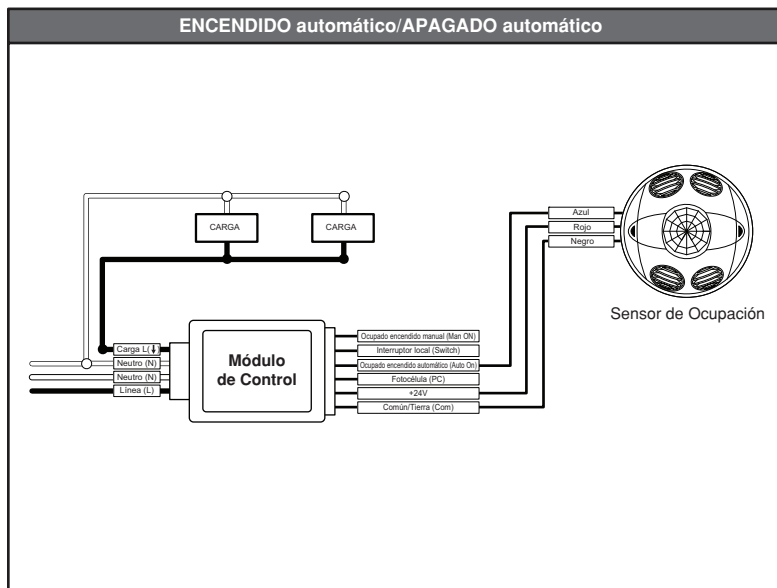 ENCENDIDO automático/APAGADO automático
CARGA
CARGA
Azul
Rojo
Negro
Sensor de Ocupación
Carga L(↓)
Neutro (N)
Neutro (N)
Línea (L)
Módulo
de Control
Ocupado encendido manual (Man ON)
Interruptor local (Switch)
Ocupado encendido automático (Auto On)
Fotocélula (PC)
+24V
Común/Tierra (Com)